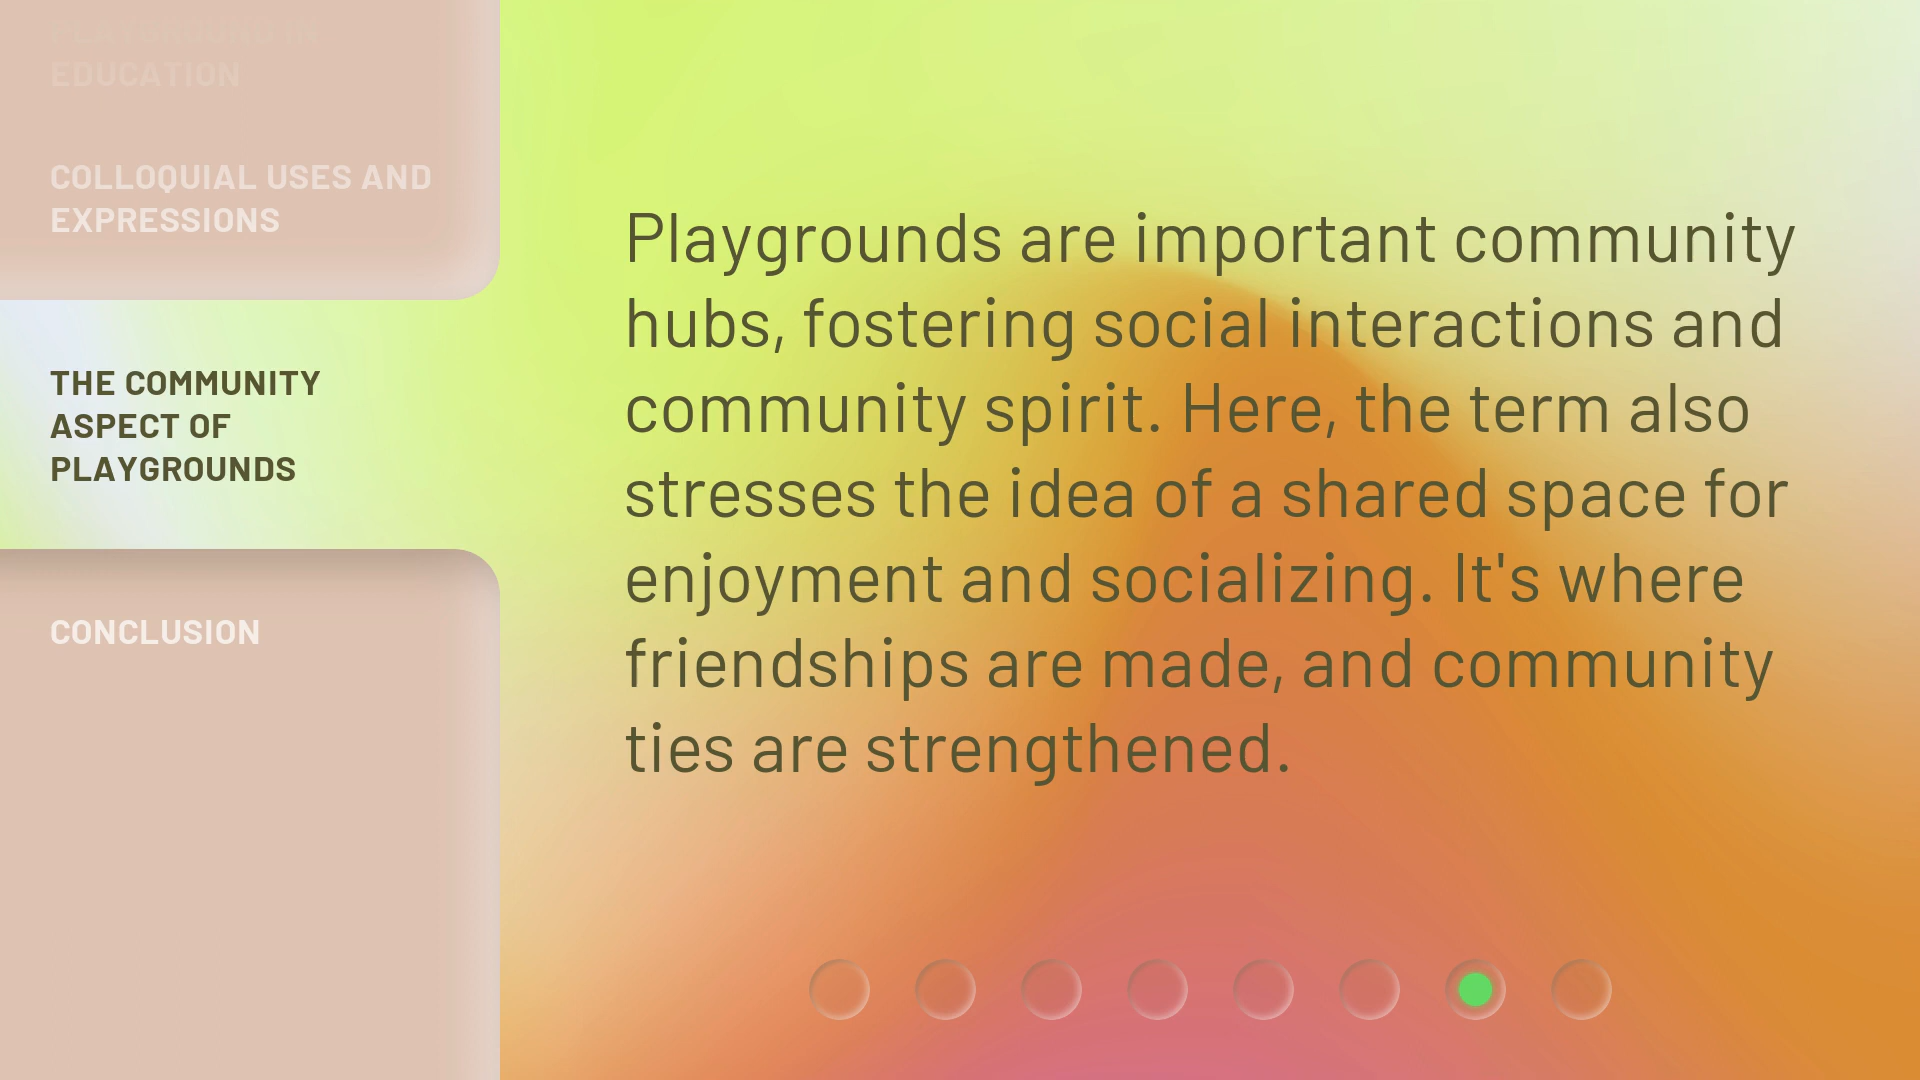 PLAYGROUND IN
EDUCATION
COLLOQUIAL USES AND
EXPRESSIONS
THE COMMUNITY
ASPECT OF
PLAYGROUNDS
CONCLUSION
Playgrounds are important community
hubs, fostering social interactions and
community spirit. Here, the term also
stresses the idea of a shared space for
enjoyment and socializing. It's where
friendships are made, and community
ties are strengthened.